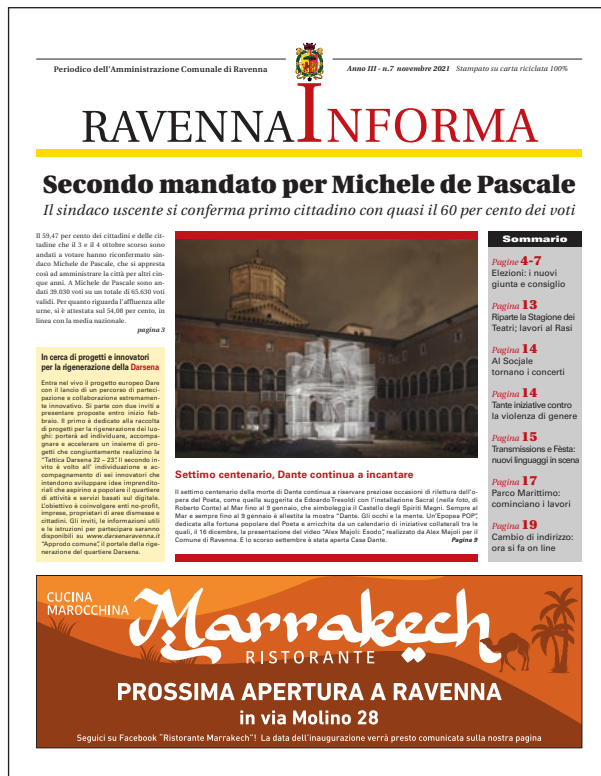 Periodico dell'Amministrazione Comunale di Ravenna
Anno III - n.7 novembre 2021 Stampato su carta riciclata 100%
RAVENNAINFORMA
Secondo mandato per Michele de Pascale
Il sindaco uscente si conferma primo cittadino con quasi il 60 per cento dei voti
Il 59,47 per cento dei cittadini e delle cit-
tadine che il 3 e il 4 ottobre scorso sono
andati a votare hanno riconfermato sin-
daco Michele de Pascale, che si appresta
così ad amministrare la città per altri cin-
que anni. A Michele de Pascale sono an-
dati 39.030 voti su un totale di 65.630 voti
validi. Per quanto riguarda l'affluenza alle
urne, si è attestata sul 54,08 per cento, in
linea con la media nazionale.
pagina 3
In cerca di progetti e innovatori
per la rigenerazione della Darsena
Entra nel vivo il progetto europeo Dare
con il lancio di un percorso di parteci-
pazione e collaborazione estremamen-
te innovativo. Si parte con due inviti a
presentare proposte entro inizio feb-
braio. Il primo è dedicato alla raccolta
di progetti per la rigenerazione dei luo-
ghi: porterà ad individuare, accompa-
gnare e accelerare un insieme di pro-
getti che congiuntamente realizzino la
"Tattica Darsena 22 – 23". Il secondo in-
vito è volto all' individuazione e ac-
compagnamento di sei innovatori che
intendono sviluppare idee imprendito-
riali che aspirino a popolare il quartiere
di attività e servizi basati sul digitale.
L'obiettivo è coinvolgere enti no-profit,
imprese, proprietari di aree dismesse e
cittadini. Gli inviti, le informazioni utili
e le istruzioni per partecipare saranno
disponibili su www.darsenaravenna.it
"Approdo comune", il portale della rige-
nerazione del quartiere Darsena.
Settimo centenario, Dante continua a incantare
Il settimo centenario della morte di Dante continua a riservare preziose occasioni di rilettura dell'o-
pera del Poeta, come quella suggerita da Edoardo Tresoldi con l'installazione Sacral (nella foto, di
Roberto Conte) al Mar fino al 9 gennaio, che simboleggia il Castello degli Spiriti Magni. Sempre al
Mar e sempre fino al 9 gennaio è allestita la mostra "Dante. Gli occhi e la mente. Un'Epopea POP",
dedicata alla fortuna popolare del Poeta e arricchita da un calendario di iniziative collaterali tra le
quali, il 16 dicembre, la presentazione del video "Alex Majoli: Esodo", realizzato da Alex Majoli per il
Comune di Ravenna. E lo scorso settembre è stata aperta Casa Dante.
Pagina 9
Sommario
Pagine 4-7
Elezioni: i nuovi
giunta e consiglio
Pagina 13
Riparte la Stagione dei
Teatri; lavori al Rasi
Pagina 14
Al Socjale
tornano i concerti
Pagina 14
Tante iniziative contro
la violenza di genere
Pagina 15
Transmissions e Fèsta:
nuovi linguaggi in scena
Pagina 17
Parco Marittimo:
cominciano i lavori
Pagina 19
Cambio di indirizzo:
ora si fa on line
CUCINA
MAROCCHINA
Marrakech
RISTORANTE
PROSSIMA APERTURA A RAVENNA
in via Molino 28
Seguici su Facebook "Ristorante Marrakech"! La data dell'inaugurazione verrà presto comunicata sulla nostra pagina